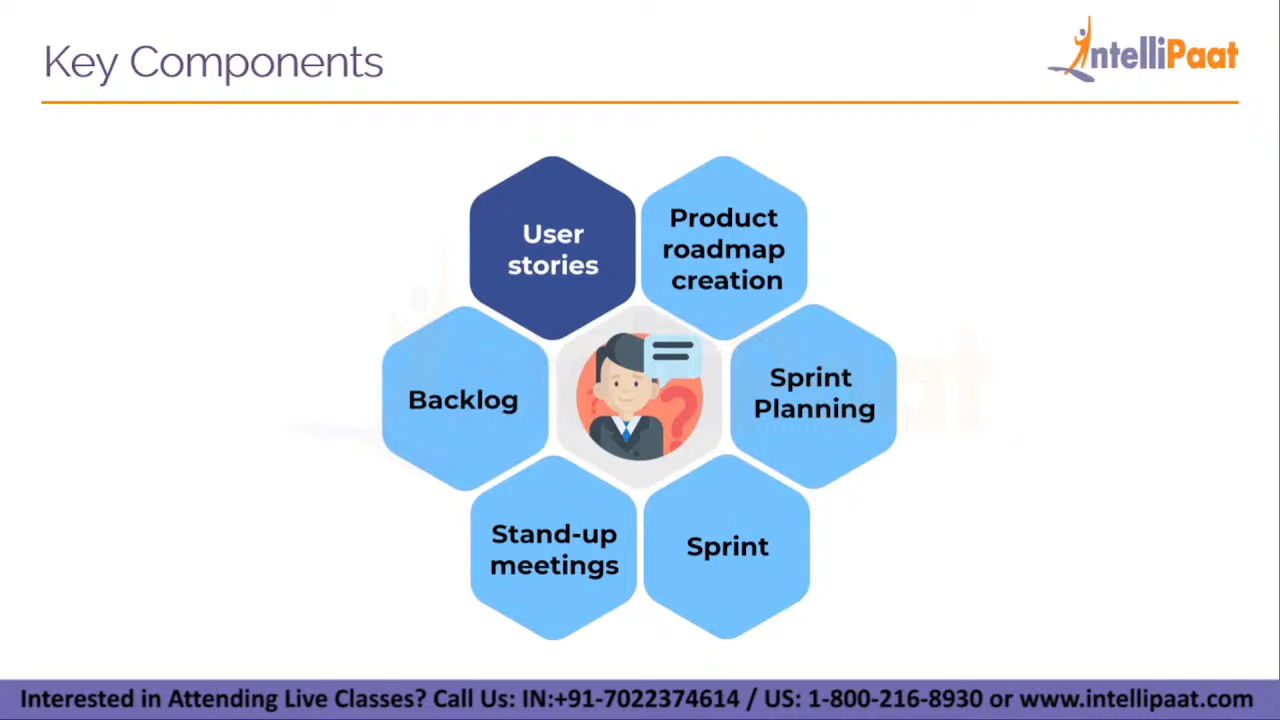 Key Components
IntelliPaat
User
stories
Product
roadmap
creation
Backlog
Sprint
Planning
Stand-up
meetings
Sprint
Interested in Attending Live Classes? Call Us: IN:+91-7022374614 / US: 1-800-216-8930 or www.intellipaat.com